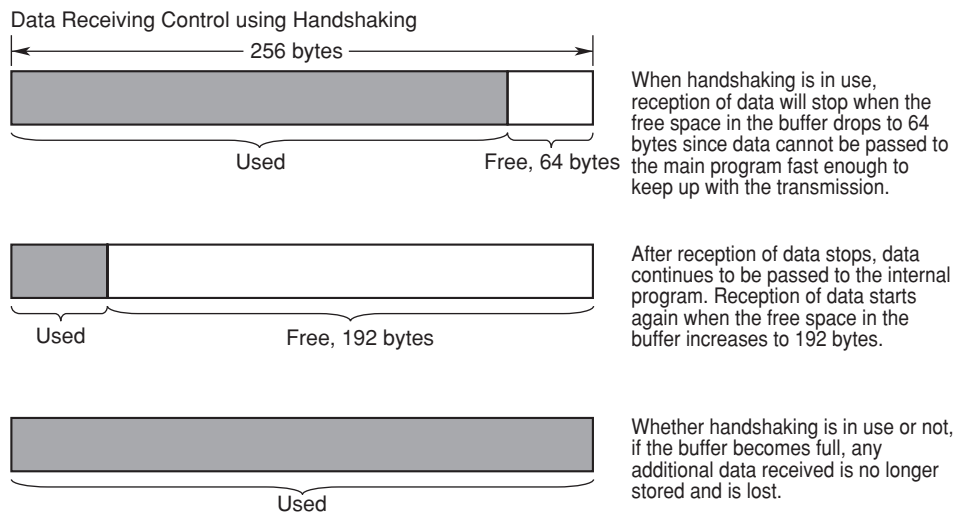 Data Receiving Control using Handshaking
256 bytes
When handshaking is in use,
reception of data will stop when the
free space in the buffer drops to 64
bytes since data cannot be passed to
the main program fast enough to
keep up with the transmission.
Used
Free, 64 bytes
After reception of data stops, data
continues to be passed to the internal
program. Reception of data starts
again when the free space in the
buffer increases to 192 bytes.
Used
Free, 192 bytes
Whether handshaking is in use or not,
if the buffer becomes full, any
additional data received is no longer
stored and is lost.
Used